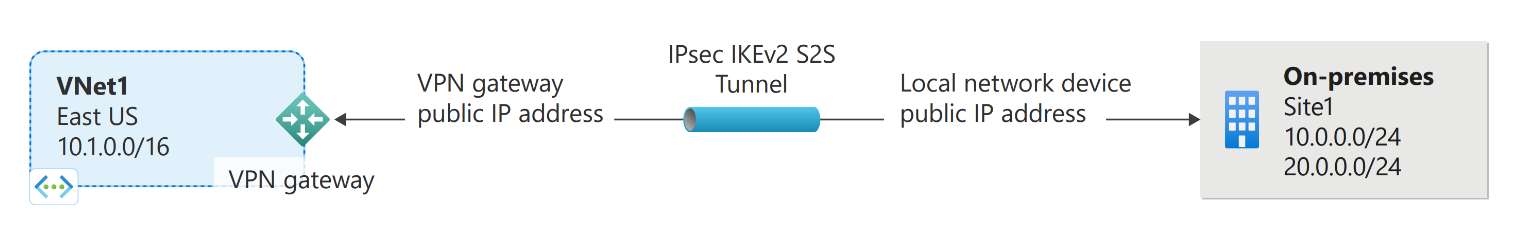 VNet1
East US
10.1.0.0/16
VPN gateway
VPN gateway
public IP address
IPsec IKEv2 S2S
Tunnel
Local network device
public IP address
On-premises
Site1
10.0.0.0/24
20.0.0.0/24